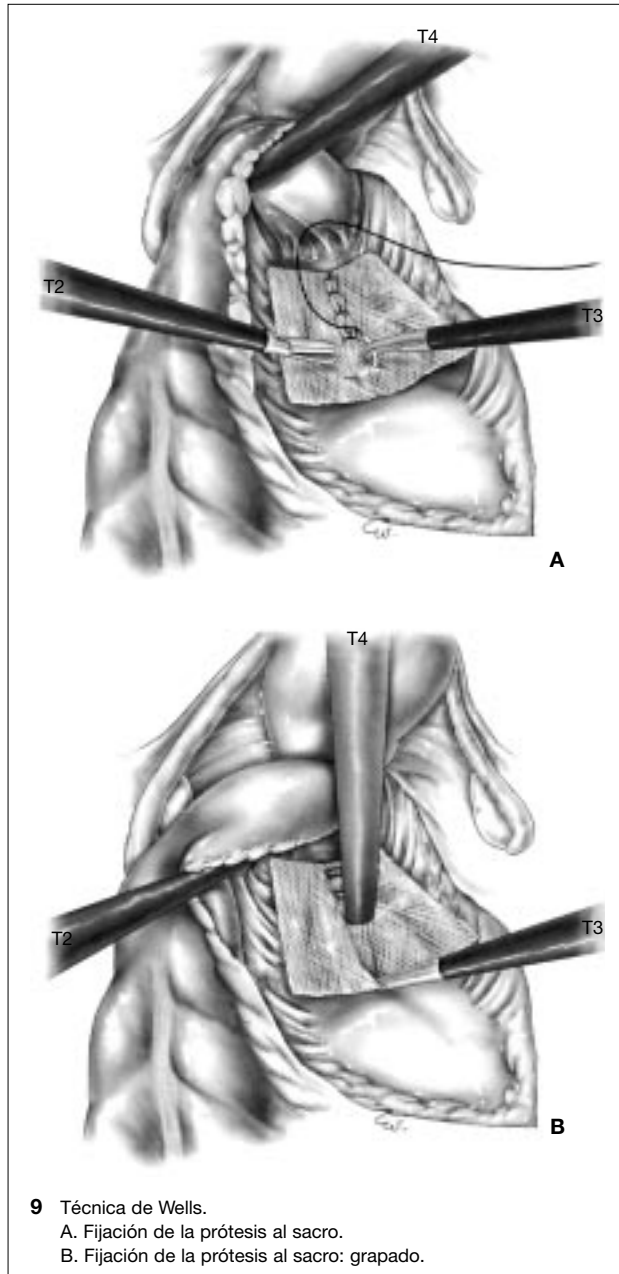 T4
T2
T3
A
T4
T2
T3
B
9 Técnica de Wells.
A. Fijación de la prótesis al sacro.
B. Fijación de la prótesis al sacro: grapado.